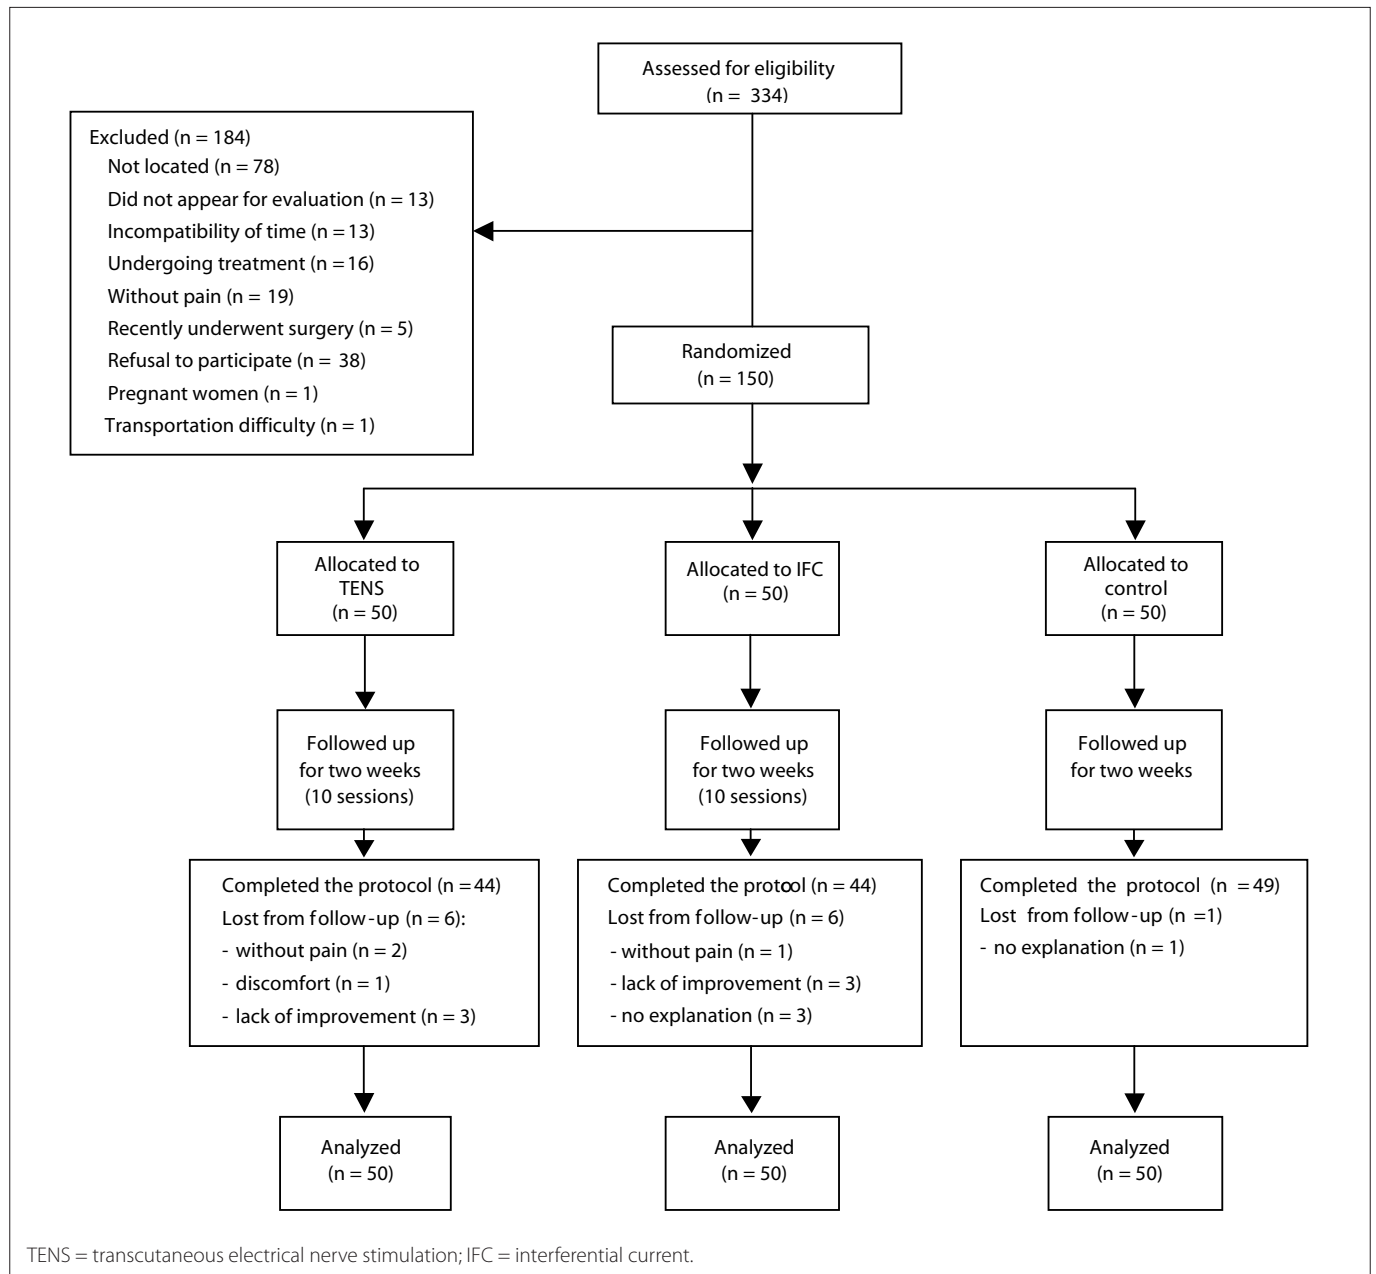 Assessed for eligibility
(n = 334)
Excluded (n = 184)
Not located (n = 78)
Did not appear for evaluation (n = 13)
Incompatibility of time (n = 13)
Undergoing treatment (n = 16)
Without pain (n = 19)
Recently underwent surgery (n = 5)
Refusal to participate (n = 38)
Pregnant women (n = 1)
Transportation difficulty (n = 1)
Randomized
(n = 150)
Allocated to
TENS
(n = 50)
Allocated to IFC
(n = 50)
Allocated to
control
(n = 50)
Followed up
for two weeks
(10 sessions)
Followed up
for two weeks
(10 sessions)
Followed up
for two weeks
Completed the protocol (n = 44)
Lost from follow-up (n = 6):
- without pain (n = 2)
- discomfort (n = 1)
- lack of improvement (n = 3)
Completed the protool (n = 44)
Lost from follow-up (n = 6)
- without pain (n = 1)
- lack of improvement (n = 3)
- no explanation (n = 3)
Completed the protocol (n = 49)
Lost from follow-up (n =1)
- no explanation (n = 1)
Analyzed
(n = 50)
Analyzed
(n = 50)
Analyzed
(n = 50)
TENS = transcutaneous electrical nerve stimulation; IFC = interferential current.